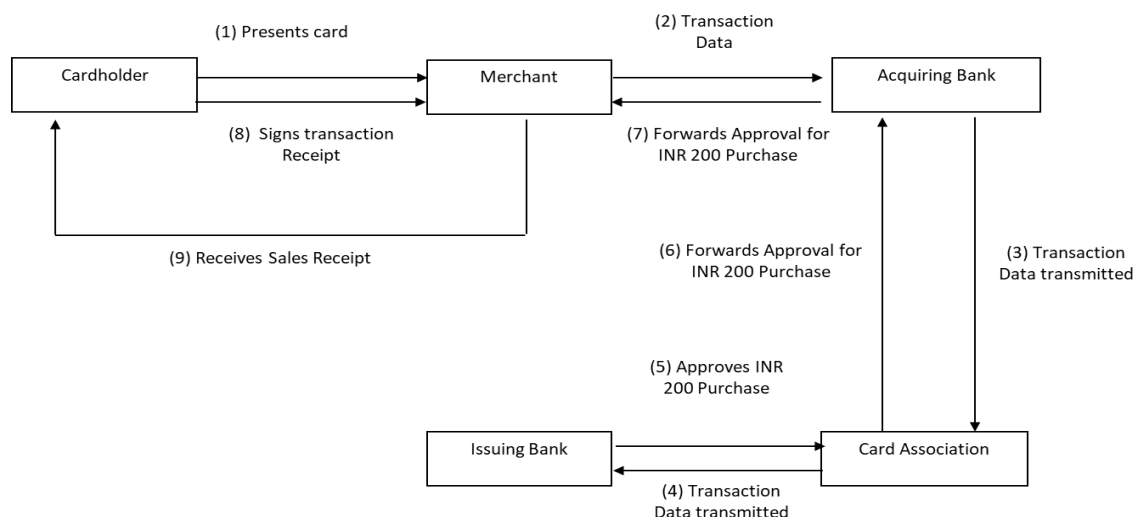 (1) Presents card
(2) Transaction
Data
Cardholder
Merchant
Acquiring Bank
(8) Signs transaction
Receipt
(7) Forwards Approval for
INR 200 Purchase
(9) Receives Sales Receipt
(6) Forwards Approval for
INR 200 Purchase
(3) Transaction
Data transmitted
(5) Approves INR
200 Purchase
Issuing Bank
Card Association
(4) Transaction
Data transmitted